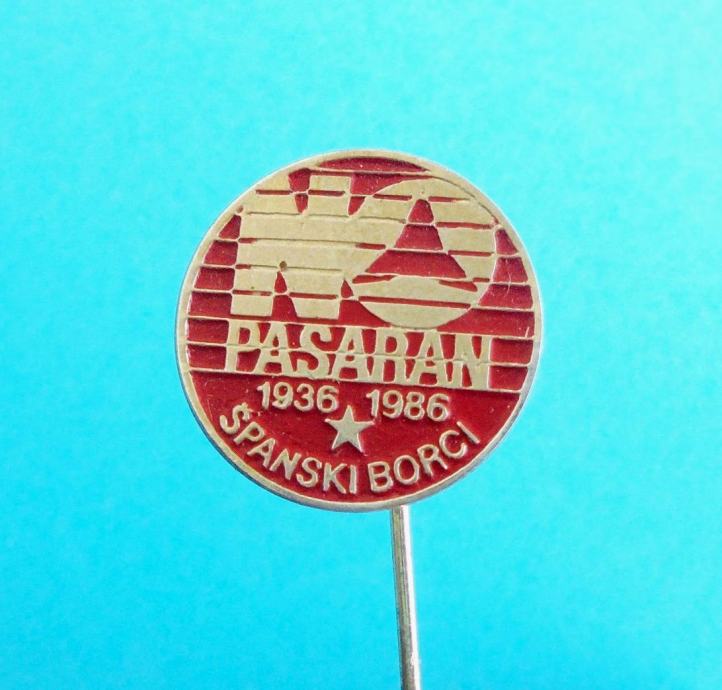 NO
PASARAN
1936 1986
ŠPANSKI BORCI